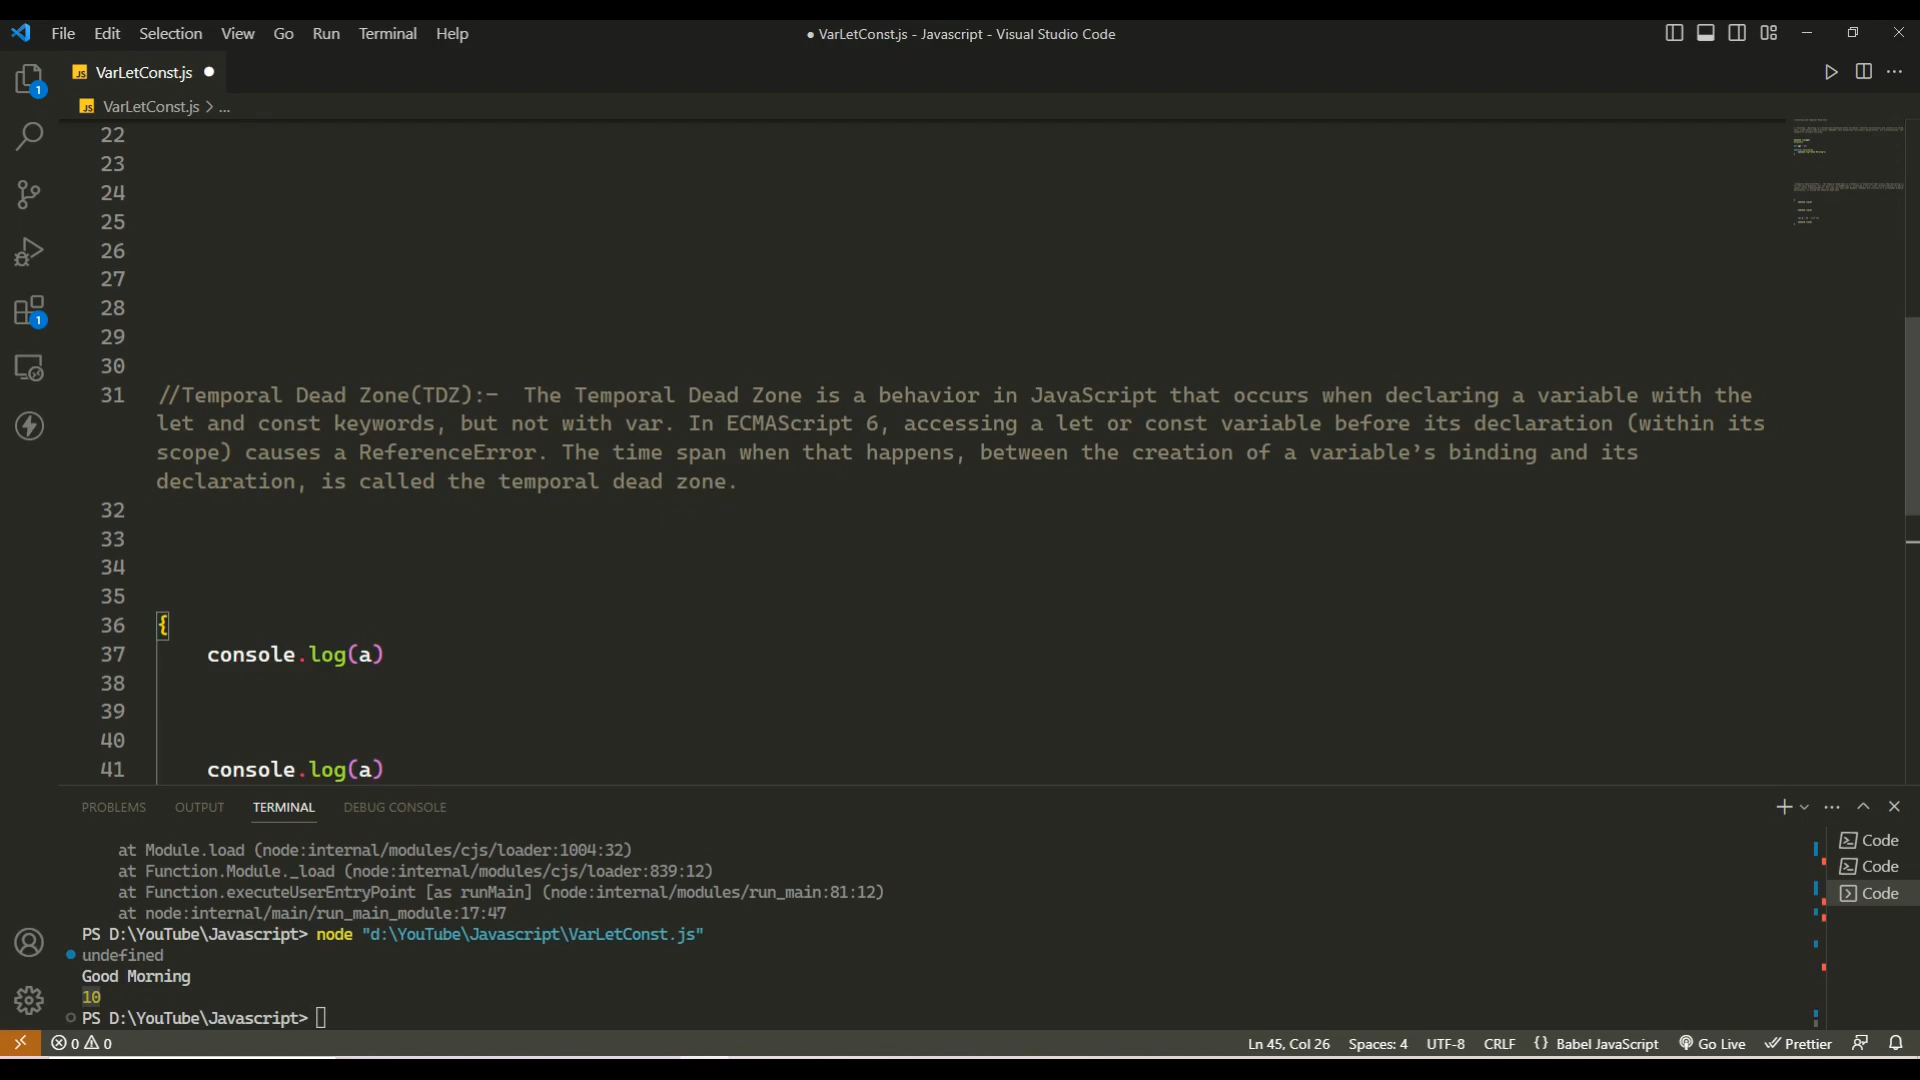 File Edit Selection View Go Run Terminal Help
● VarLetConst.js - Javascript - Visual Studio Code
JS VarLetConst.js ●
JS VarLetConst.js > ...
22
23
24
25
26
27
28
29
30
31 //Temporal Dead Zone(TDZ):-  The Temporal Dead Zone is a behavior in JavaScript that occurs when declaring a variable with the
let and const keywords, but not with var. In ECMAScript 6, accessing a let or const variable before its declaration (within its
scope) causes a ReferenceError. The time span when that happens, between the creation of a variable’s binding and its
declaration, is called the temporal dead zone.
32
33
34
35
36 {
37 console.log(a)
38
39
40
41 console.log(a)
PROBLEMS OUTPUT TERMINAL DEBUG CONSOLE
at Module.load (node:internal/modules/cjs/loader:1004:32)
at Function.Module._load (node:internal/modules/cjs/loader:839:12)
at Function.executeUserEntryPoint [as runMain] (node:internal/modules/run_main:81:12)
at node:internal/main/run_main_module:17:47
PS D:\YouTube\Javascript> node "d:\YouTube\Javascript\VarLetConst.js"
undefined
Good Morning
10
PS D:\YouTube\Javascript>
Code
Code
Code
1
1
0 0 Ln 45, Col 26 Spaces: 4 UTF-8 CRLF {} Babel JavaScript Go Live Prettier